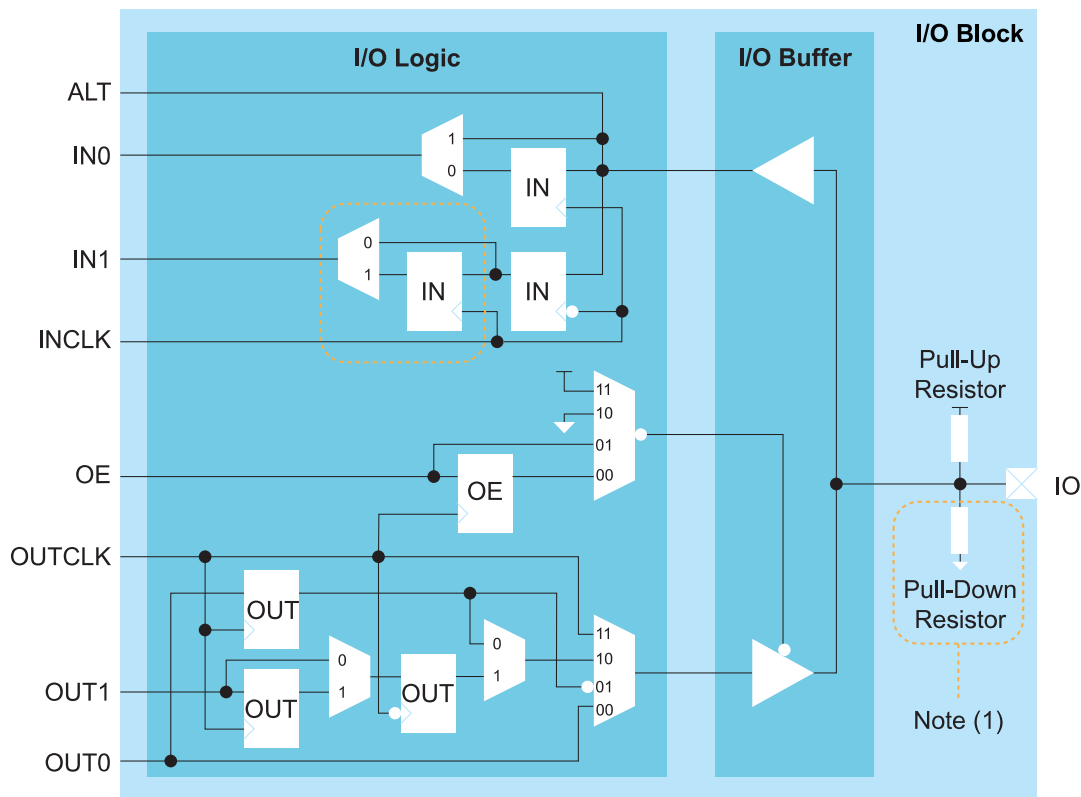 I/O Block
I/O Logic
I/O Buffer
ALT
IN0
1
0
IN
IN1
0
1
IN
IN
INCLK
Pull-Up
Resistor
11
10
01
00
OE
OE
IO
OUTCLK
Pull-Down
Resistor
OUT
0
1
OUT1
OUT
OUT
0
1
11
10
01
00
Note (1)
OUT0